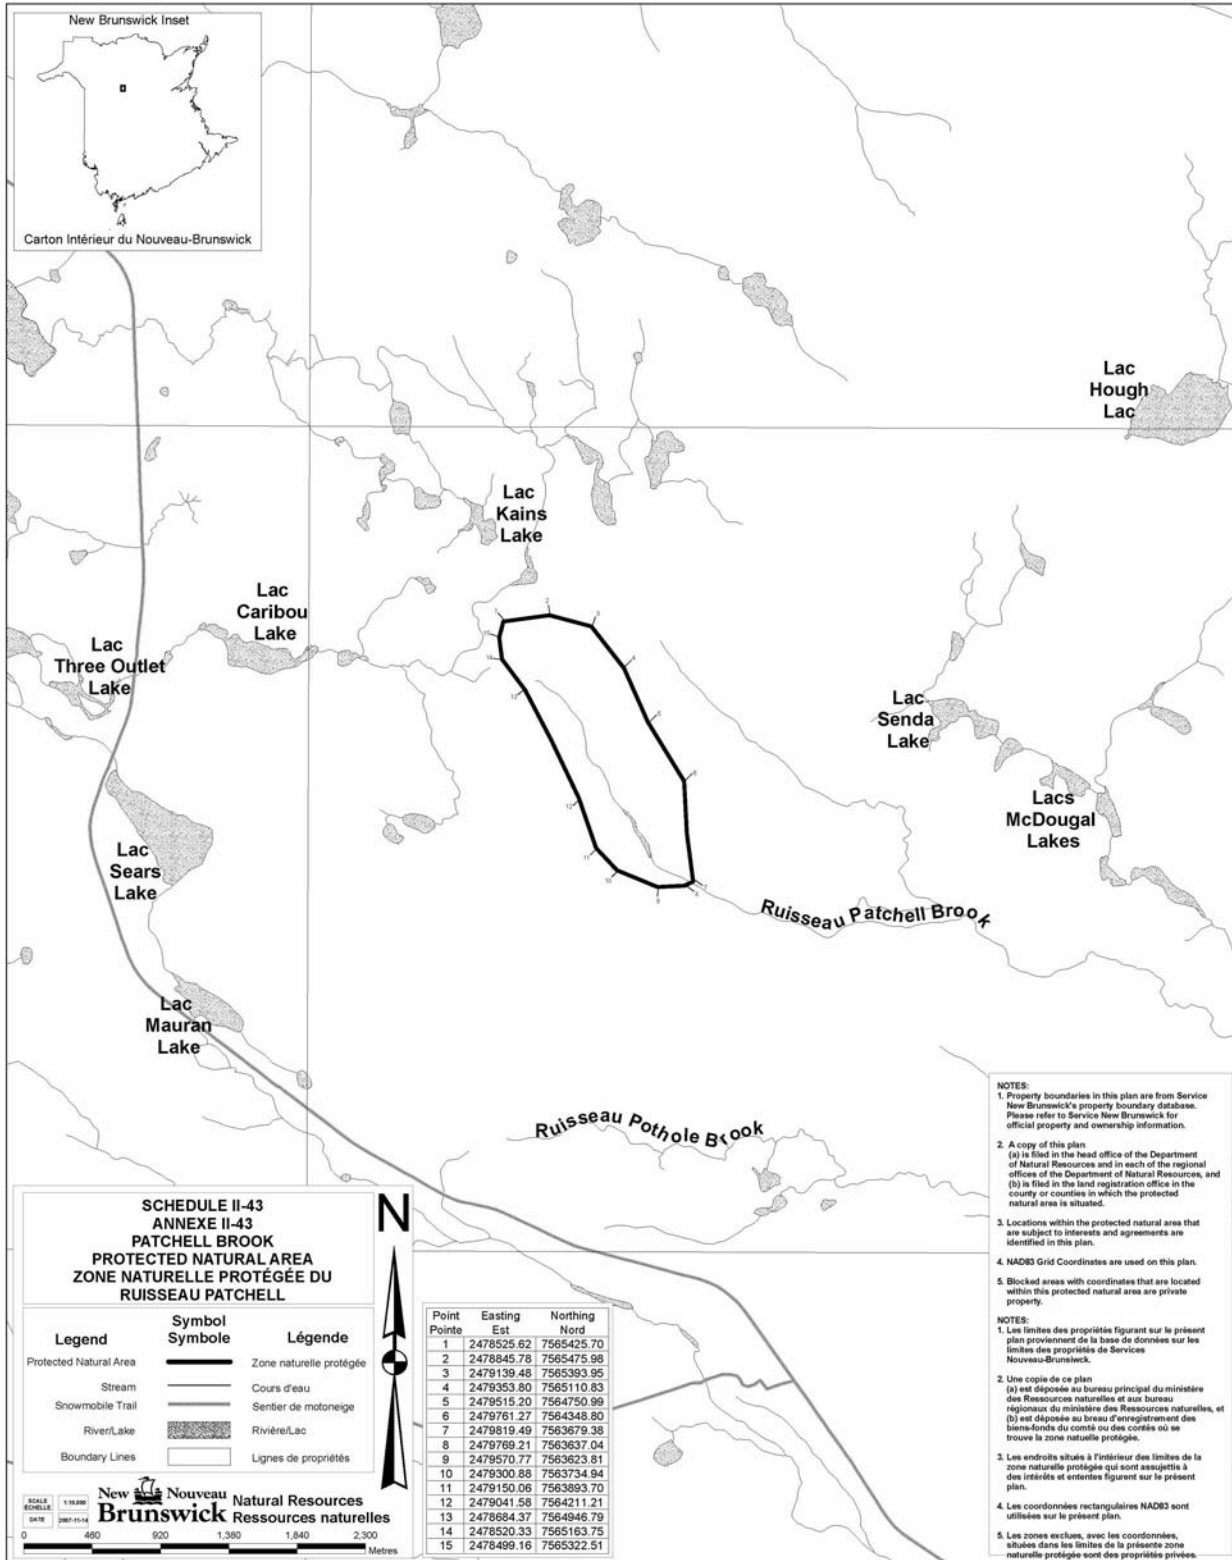 New Brunswick Inset
Carton Intérieur du Nouveau-Brunswick
Lac
Hough
Lac
Lac
Kains
Lake
Lac
Caribou
Lake
Lac
Three Outlet
Lake
Lac
Senda
Lake
Lacs
McDougal
Lakes
Lac
Sears
Lake
Ruisseau Patchell Brook
Lac
Mauran
Lake
Ruisseau Pothole Brook
1
2
3
4
5
6
7
8
9
10
11
12
13
14
15
SCHEDULE II-43
ANNEXE II-43
PATCHELL BROOK
PROTECTED NATURAL AREA
ZONE NATURELLE PROTÉGÉE DU
RUISSEAU PATCHELL
N
Legend Symbol Symbole Légende
Protected Natural Area Zone naturelle protégée
Stream Cours d'eau
Snowmobile Trail Sentier de motoneige
River/Lake Rivière/Lac
Boundary Lines Lignes de propriétés
New Nouveau
Brunswick
Natural Resources
Ressources naturelles
SCALE
ÉCHELLE
DATE 2007-11-14
0 460 920 1,380 1,840 2,300
Metres
Point Easting Northing
Pointe Est Nord
1 2478525.62 7565425.70
2 2478845.78 7565475.98
3 2479139.48 7565393.95
4 2479353.80 7565110.83
5 2479515.20 7564750.99
6 2479761.27 7564348.80
7 2479819.49 7563679.38
8 2479769.21 7563637.04
9 2479570.77 7563623.81
10 2479300.88 7563734.94
11 2479150.06 7563893.70
12 2479041.58 7564211.21
13 2478684.37 7564946.79
14 2478520.33 7565163.75
15 2478499.16 7565322.51
NOTES:
1. Property boundaries in this plan are from Service
New Brunswick's property boundary database.
Please refer to Service New Brunswick for
official property and ownership information.
2. A copy of this plan
(a) is filed in the head office of the Department
of Natural Resources and in each of the regional
offices of the Department of Natural Resources, and
(b) is filed in the land registration office in the
county or counties in which the protected
natural area is situated.
3. Locations within the protected natural area that
are subject to interests and agreements are
identified in this plan.
4. NAD83 Grid Coordinates are used on this plan.
5. Blocked areas with coordinates that are located
within this protected natural area are private
property.
NOTES:
1. Les limites des propriétés figurant sur le présent
plan proviennent de la base de données sur les
limites des propriétés de Services
Nouveau-Brunsiwck.
2. Une copie de ce plan
(a) est déposée au bureau principal du ministère
des Ressources naturelles et aux bureau
régionaux du ministère des Ressources naturelles, et
(b) est déposée au breau d'enregistrement des
biens-fonds du comté ou des contés où se
trouve la zone natuelle protégée.
3. Les endroits situés à l'intérieur des limites de la
zone naturelle protégée qui sont assujettis à
des intérêts et ententes figurent sur le présent
plan.
4. Les coordonnées rectangulaires NAD83 sont
utilisées sur le présent plan.
5. Les zones exclues, avec les coordonnées,
situées dans les limites de la présente zone
naturelle protégée sont des propriétés privées.